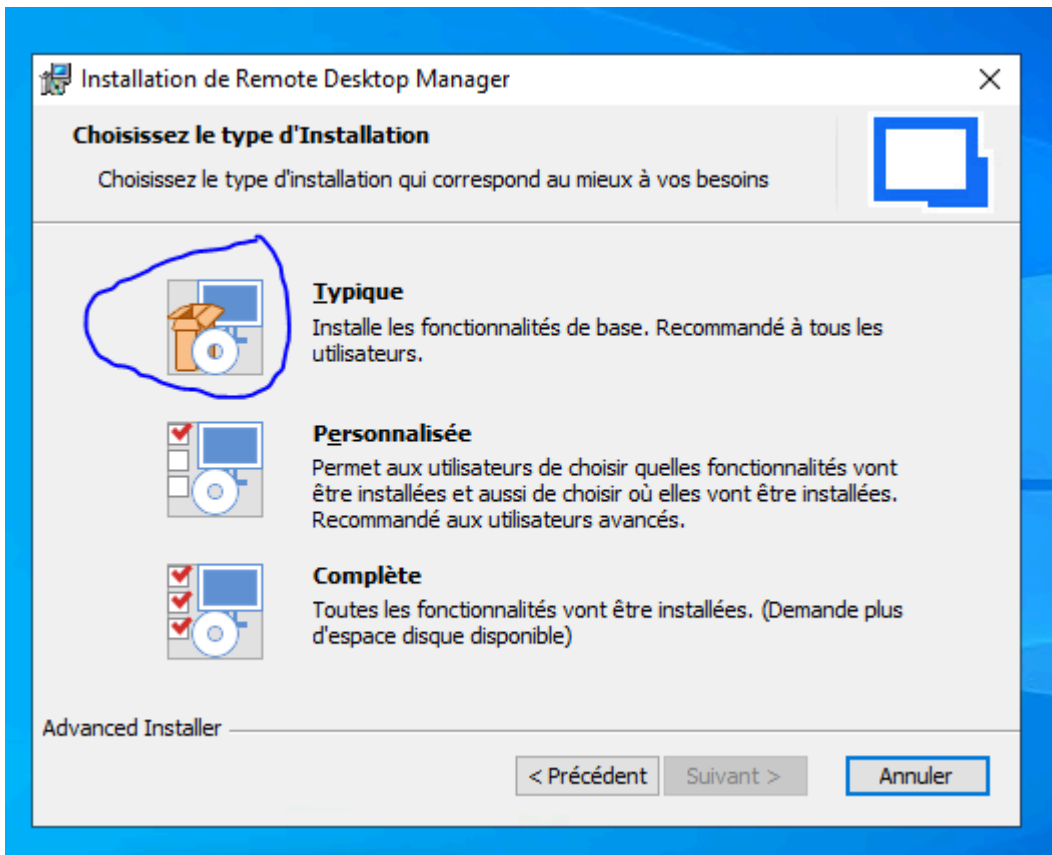 Installation de Remote Desktop Manager
Choisissez le type d'Installation
Choisissez le type d'installation qui correspond au mieux à vos besoins
Typique
Installe les fonctionnalités de base. Recommandé à tous les
utilisateurs.
Personnalisée
Permet aux utilisateurs de choisir quelles fonctionnalités vont
être installées et aussi de choisir où elles vont être installées.
Recommandé aux utilisateurs avancés.
Complète
Toutes les fonctionnalités vont être installées. (Demande plus
d'espace disque disponible)
Advanced Installer
< Précédent Suivant > Annuler